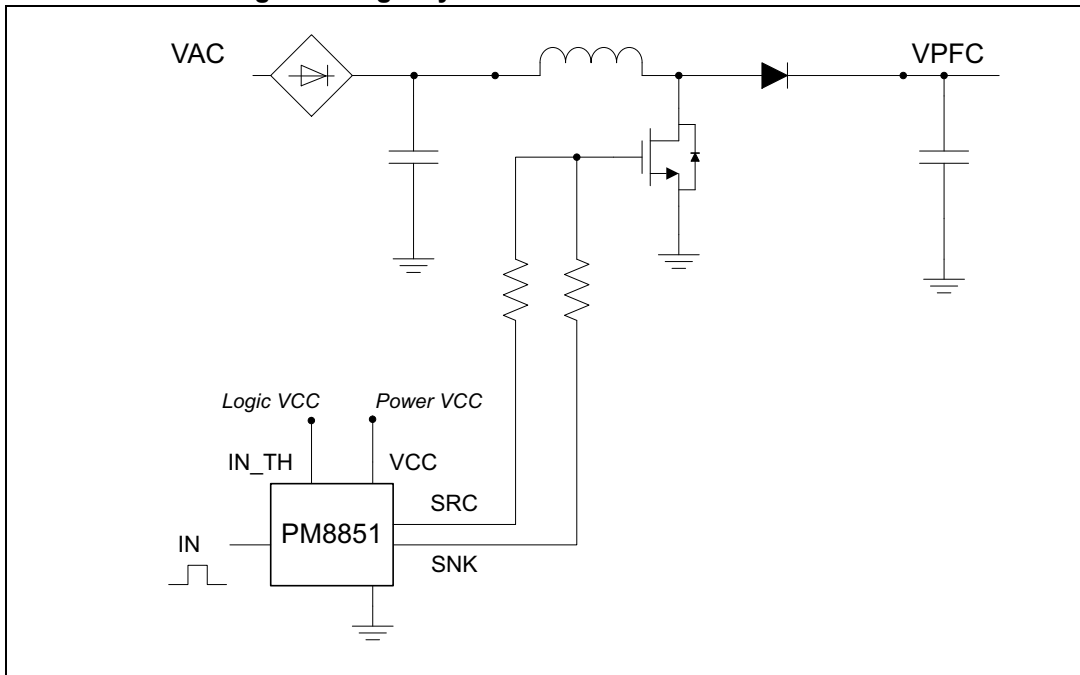 VAC
VPFC
Logic VCC
Power VCC
IN_TH
VCC
SRC
PM8851
IN
SNK